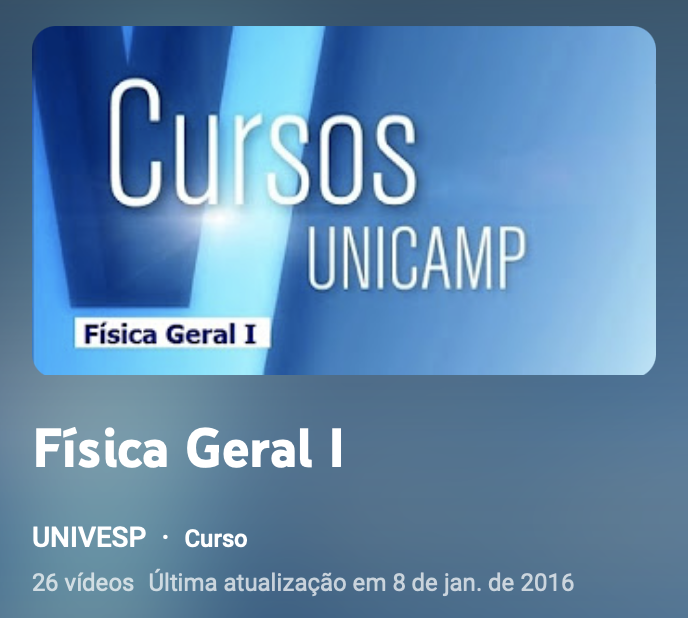 Cursos
UNICAMP
Física Geral I
Física Geral I
UNIVESP · Curso
26 vídeos Última atualização em 8 de jan. de 2016